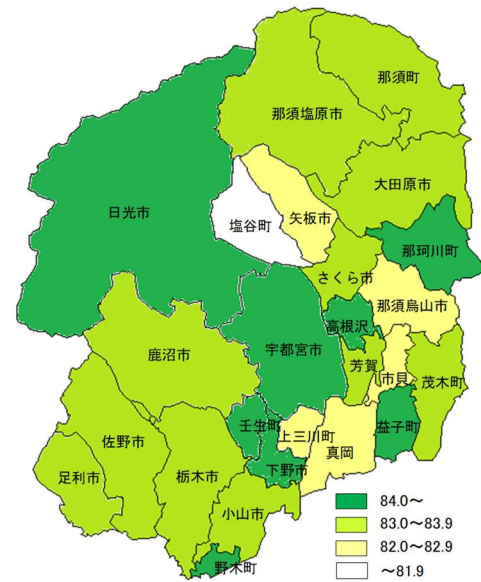 那須町
那須塩原市
大田原市
日光市
塩谷町
矢板市
那珂川町
さくら市
那須烏山市
高根沢
宇都宮市
鹿沼市
芳賀
市貝
茂木町
壬生町
上三川町
真岡
益子町
佐野市
下野市
足利市
栃木市
小山市
野木町
84.0～
83.0～83.9
82.0～82.9
～81.9